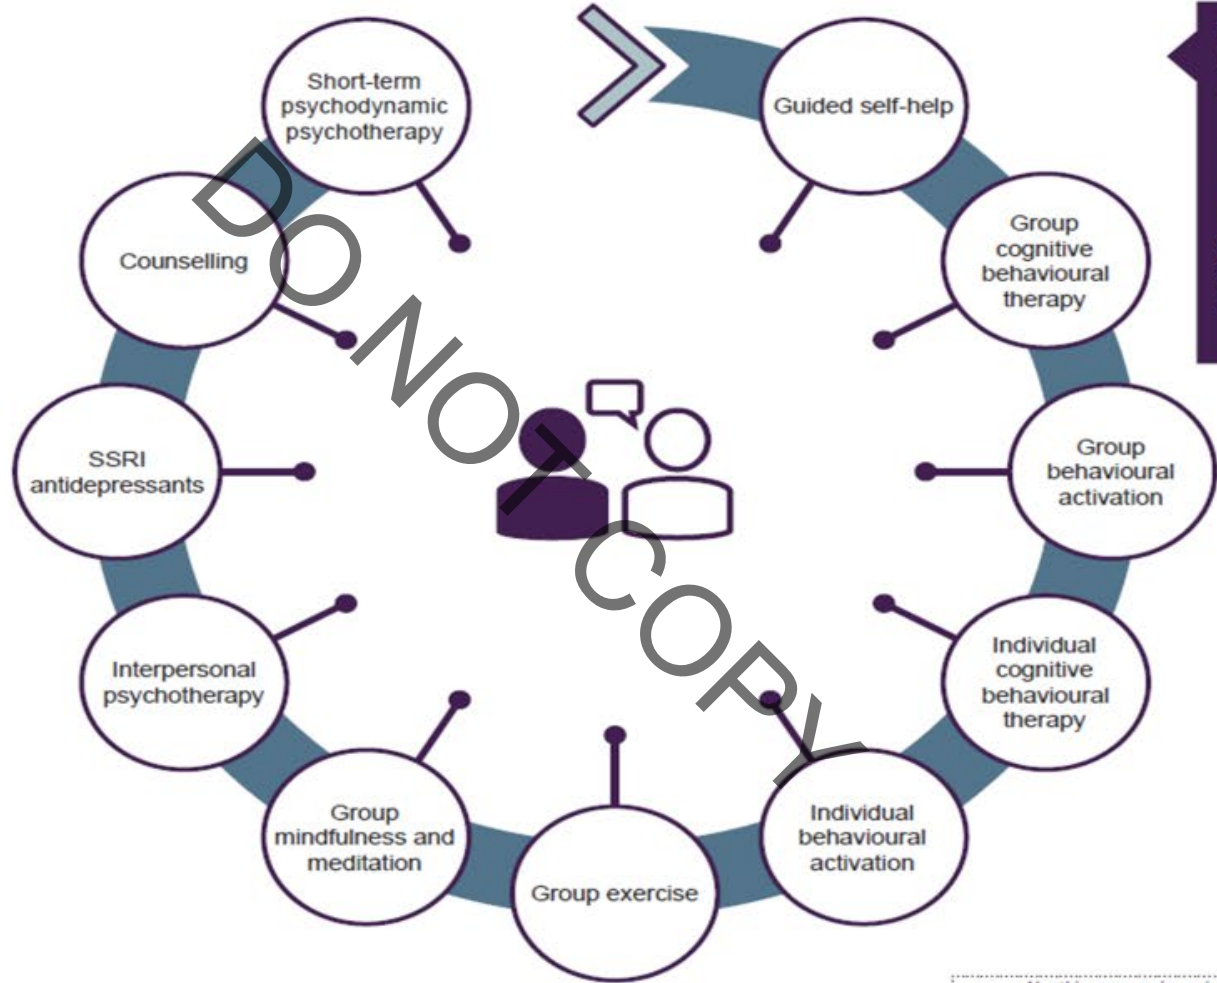 Guided self-help
Group
cognitive
behavioural
therapy
Group
behavioural
activation
Individual
cognitive
behavioural
therapy
Individual
behavioural
activation
Group exercise
Group
mindfulness and
meditation
Interpersonal
psychotherapy
SSRI
antidepressants
Counselling
Short-term
psychodynamic
psychotherapy
DO NOT COPY